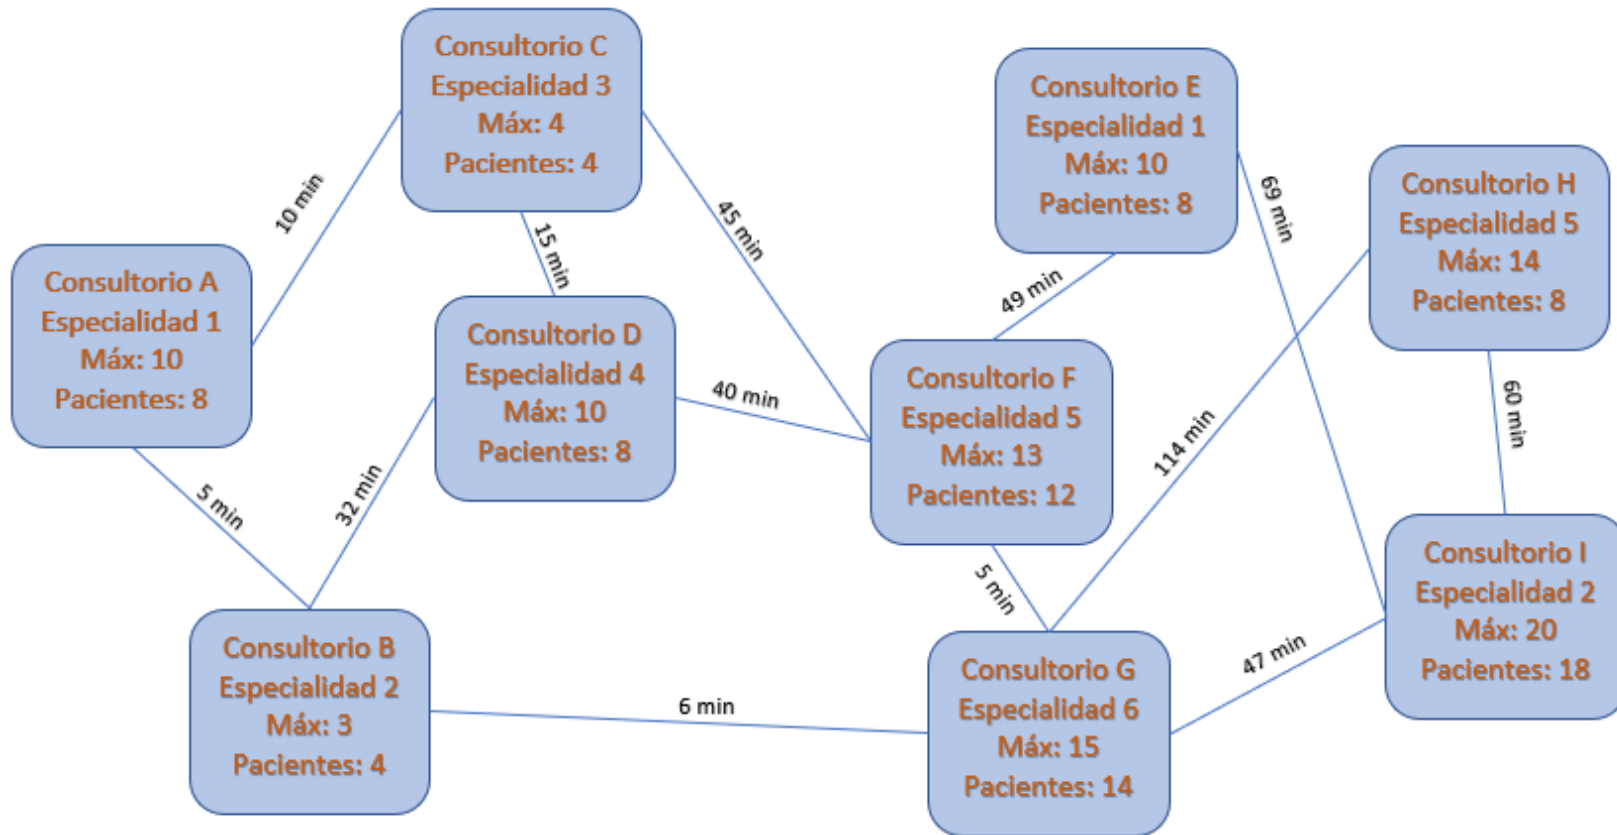 Consultorio C
Especialidad 3
Máx: 4
Pacientes: 4
Consultorio E
Especialidad 1
Máx: 10
Pacientes: 8
Consultorio H
Especialidad 5
Máx: 14
Pacientes: 8
10 min
45 min
69 min
15 min
Consultorio A
Especialidad 1
Máx: 10
Pacientes: 8
49 min
Consultorio D
Especialidad 4
Máx: 10
Pacientes: 8
40 min
Consultorio F
Especialidad 5
Máx: 13
Pacientes: 12
114 min
60 min
5 min
32 min
5 min
Consultorio I
Especialidad 2
Máx: 20
Pacientes: 18
Consultorio B
Especialidad 2
Máx: 3
Pacientes: 4
6 min
Consultorio G
Especialidad 6
Máx: 15
Pacientes: 14
47 min